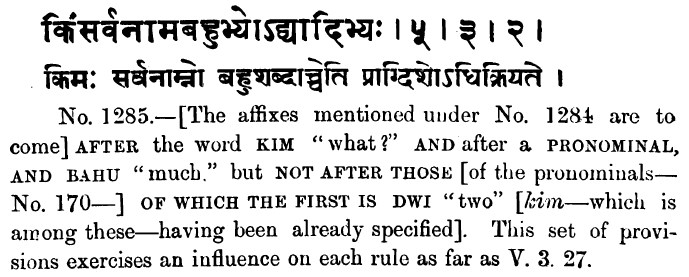 किंसर्वनामबहुभ्योऽद्व्यादिभ्यः । ५ । ३ । २ ।
किमः सर्वनाम्नो बहुशब्दाच्चेति प्राग्दिशोऽधिक्रियते ।
No. 1285.—[The affixes mentioned under No. 1284 are to
come] AFTER the word KIM “what?” AND after a PRONOMINAL,
AND BAHU “much.” but NOT AFTER THOSE [of the pronominals—
No. 170—] OF WHICH THE FIRST IS DWI “two” [kim—which is
among these—having been already specified]. This set of provi-
sions exercises an influence on each rule as far as V. 3. 27.